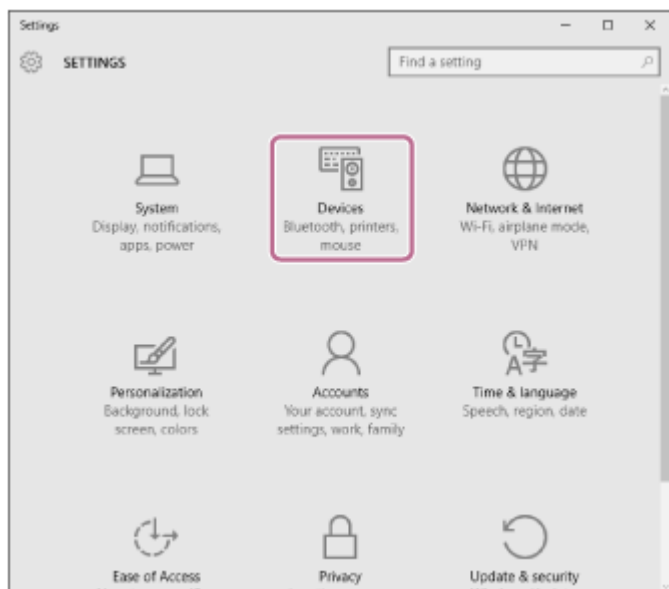 Settings
SETTINGS
Find a setting
System
Display, notifications,
apps, power
Devices
Bluetooth, printers,
mouse
Network & Internet
Wi-Fi, airplane mode,
VPN
Personalization
Background, lock
screen, colors
Accounts
Your account, sync
settings, work, family
A字
Time & language
Speech, region, date
Ease of Access
Privacy
Update & security